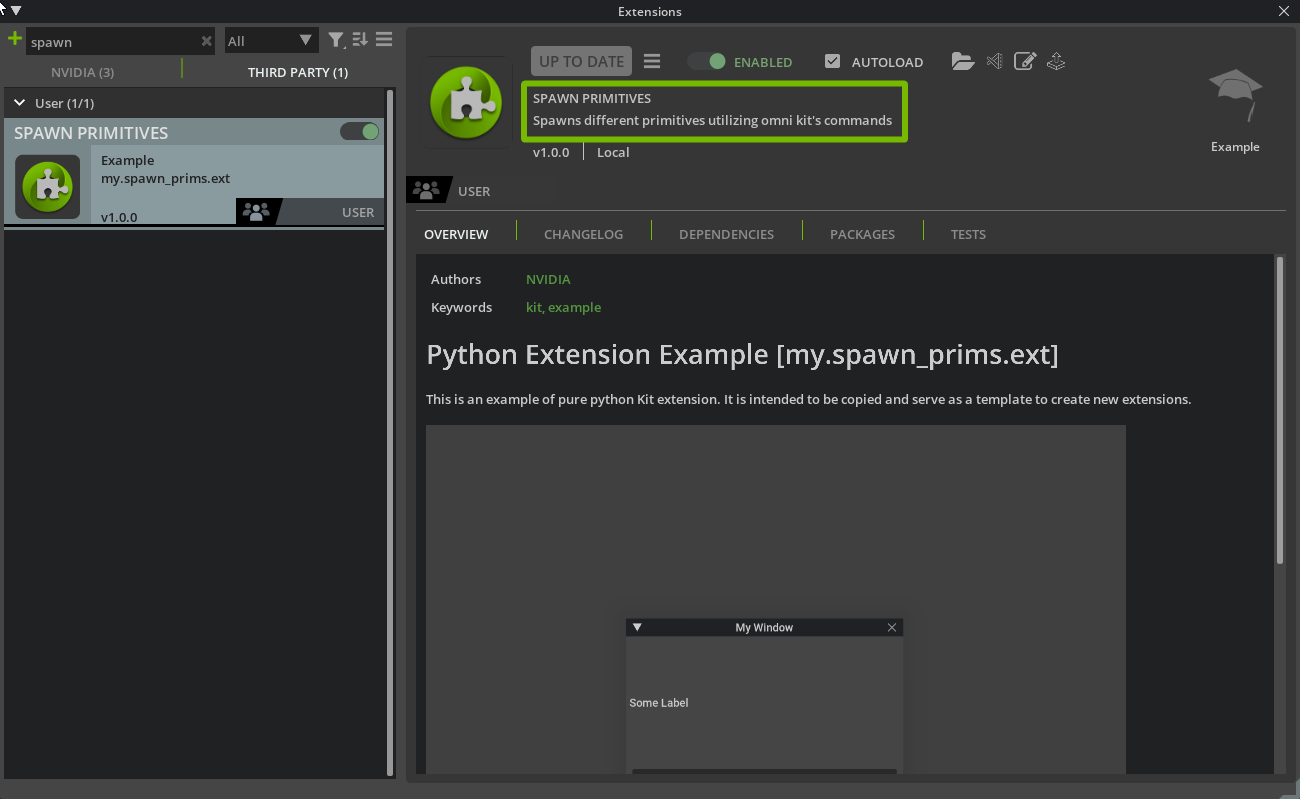 Extensions
spawn
All
NVIDIA (3)
THIRD PARTY (1)
User (1/1)
SPAWN PRIMITIVES
Example
my.spawn_prims.ext
v1.0.0
USER
UP TO DATE
ENABLED
AUTOLOAD
SPAWN PRIMITIVES
Spawns different primitives utilizing omni kit's commands
v1.0.0
Local
Example
USER
OVERVIEW
CHANGELOG
DEPENDENCIES
PACKAGES
TESTS
Authors NVIDIA
Keywords kit, example
Python Extension Example [my.spawn_prims.ext]
This is an example of pure python Kit extension. It is intended to be copied and serve as a template to create new extensions.
My Window
Some Label